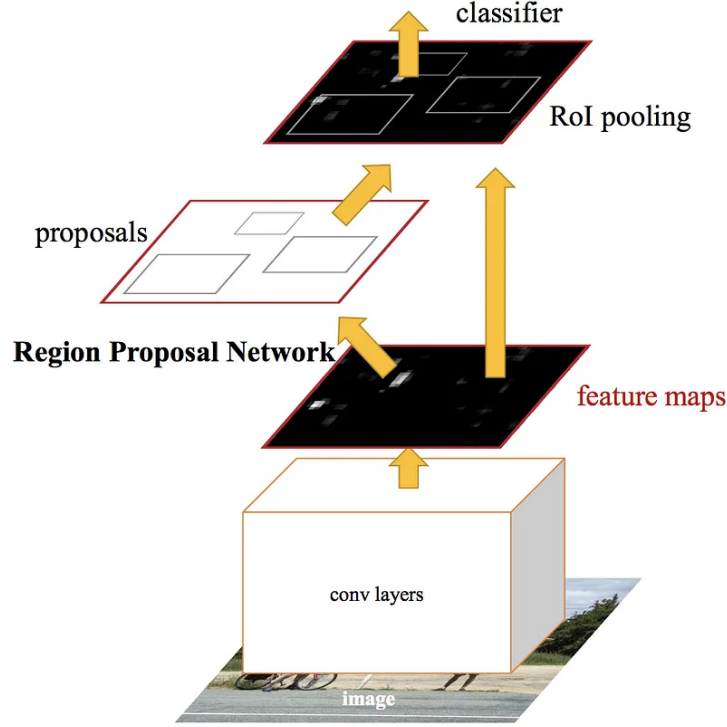 classifier
RoI pooling
proposals
Region Proposal Network
feature maps
conv layers
image